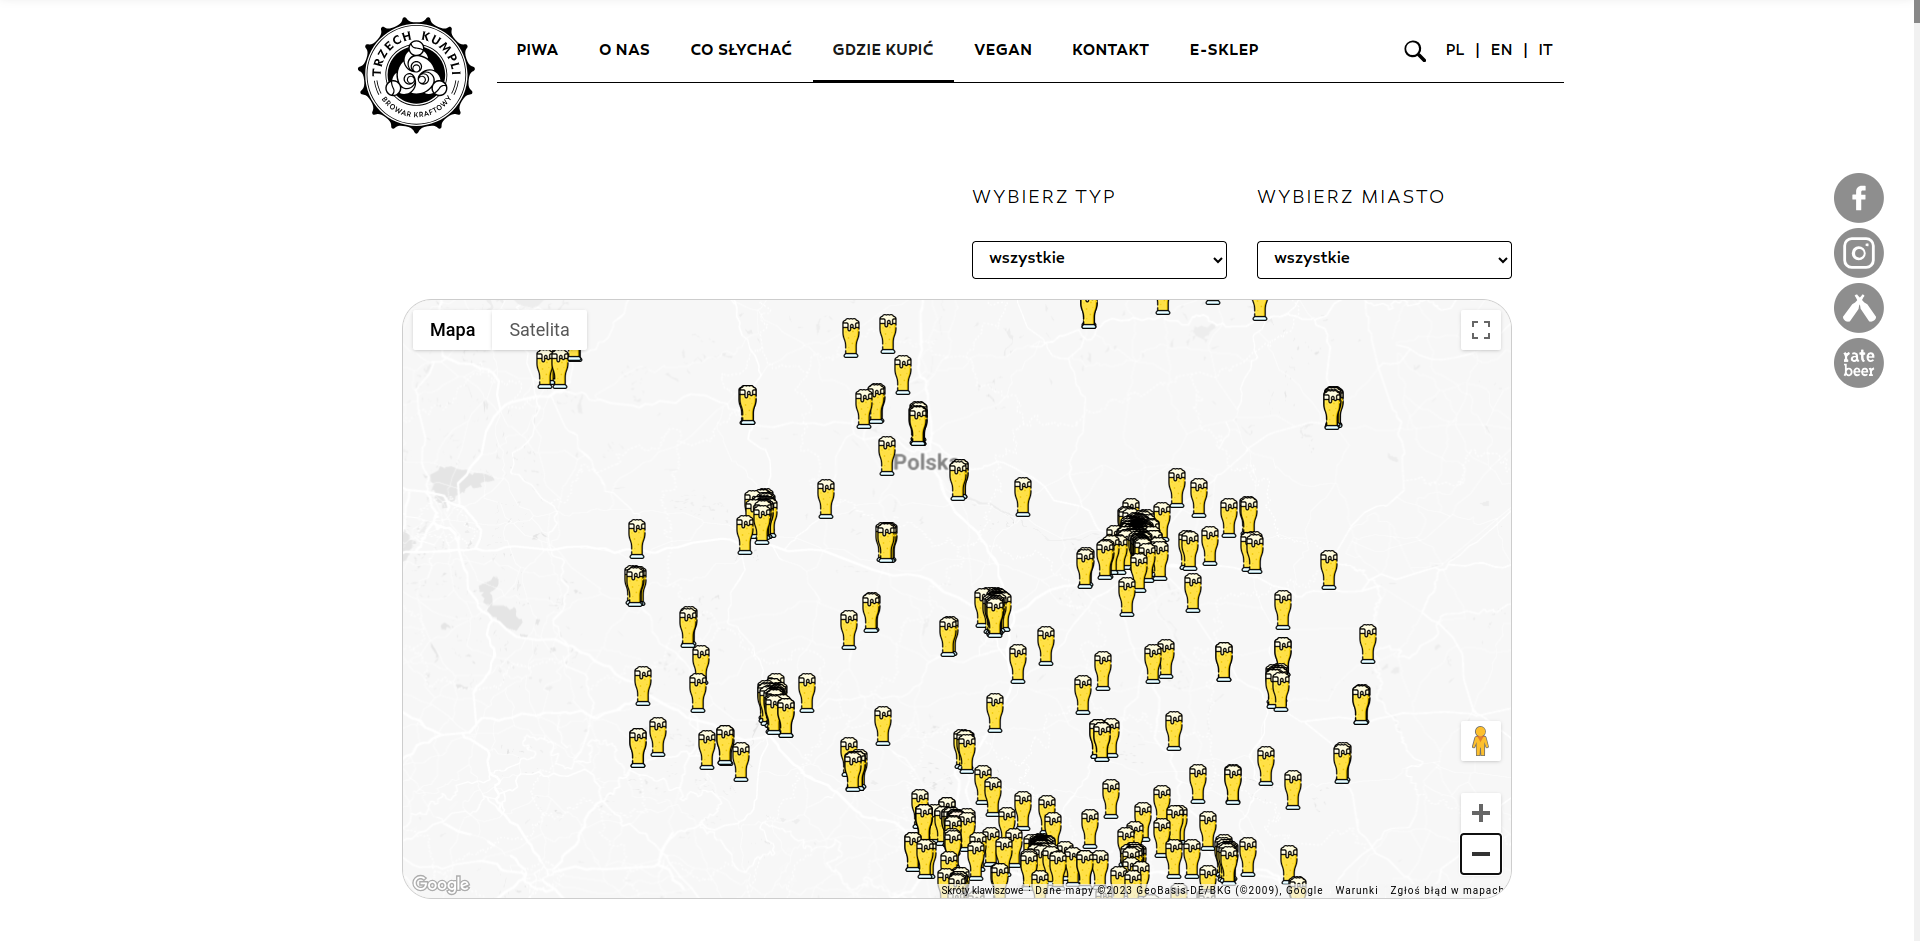 TRZECH KUMPLI
BROWAR KRAFTOWY
PIWA O NAS CO SŁYCHAĆ GDZIE KUPIĆ VEGAN KONTAKT E-SKLEP PL | EN | IT
WYBIERZ TYP WYBIERZ MIASTO
wszystkie wszystkie
rate
beer
Mapa Satelita
Polska
Google
Skróty klawiszowe Dane mapy ©2023 GeoBasis-DE/BKG (©2009), Google Warunki Zgłoś błąd w mapach